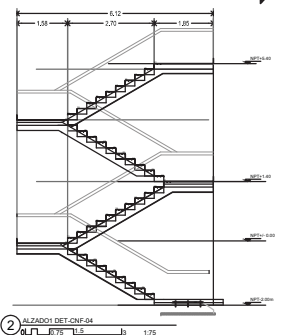 6.12
1.58 2.70 1.85
NPT+5.40
NPT+1.40
NPT+/- 0.00
NPT-2.00m
2 ALZADO1 DET-CNF-04
0 0.75 1.5 3 1:75